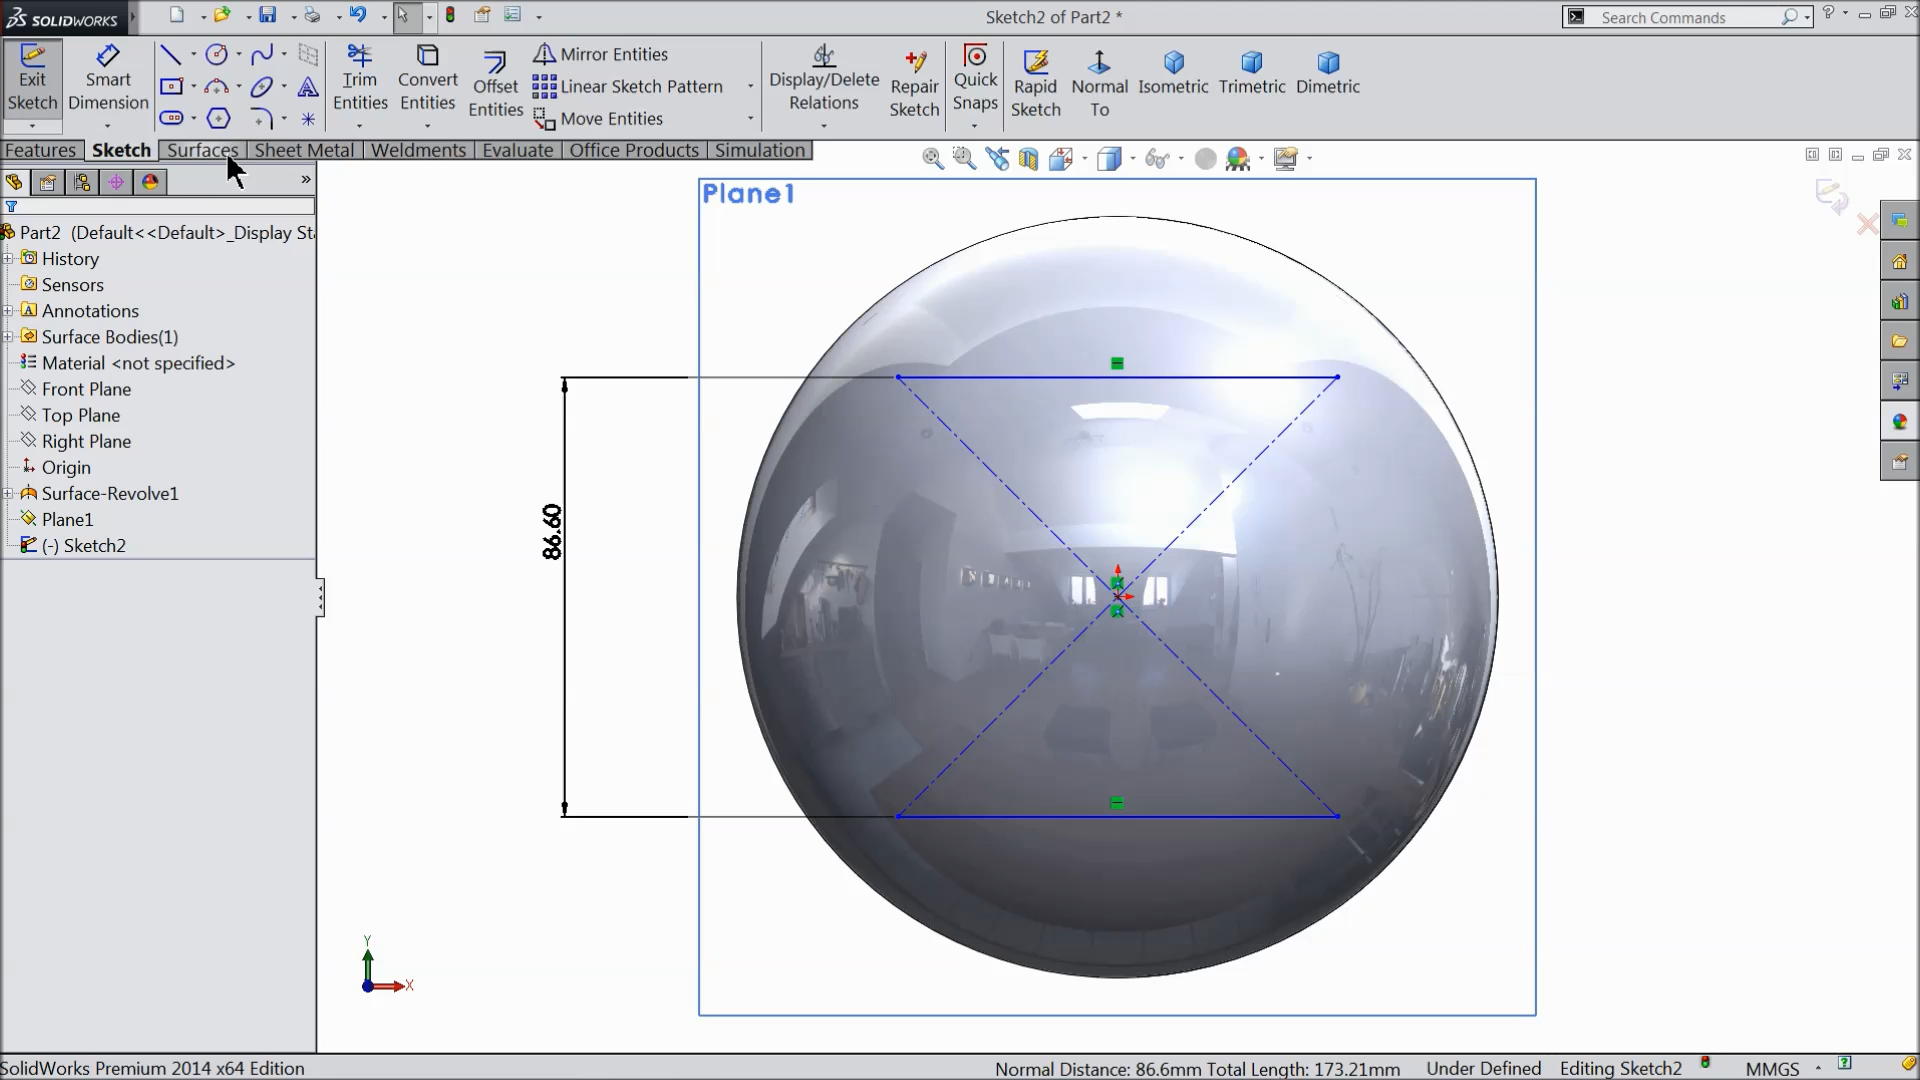 SOLIDWORKS
Sketch2 of Part2 *
Search Commands
Exit Sketch
Smart Dimension
Trim Entities
Convert Entities
Offset Entities
Mirror Entities
Linear Sketch Pattern
Move Entities
Display/Delete Relations
Repair Sketch
Quick Snaps
Rapid Sketch
Normal To
Isometric
Trimetric
Dimetric
Features
Sketch
Surfaces
Sheet Metal
Weldments
Evaluate
Office Products
Simulation
Part2 (Default<<Default>_Display Sta
History
Sensors
Annotations
Surface Bodies(1)
Material <not specified>
Front Plane
Top Plane
Right Plane
Origin
Surface-Revolve1
Plane1
(-) Sketch2
Plane1
86.60
Y
X
SolidWorks Premium 2014 x64 Edition
Normal Distance: 86.6mm Total Length: 173.21mm
Under Defined
Editing Sketch2
MMGS